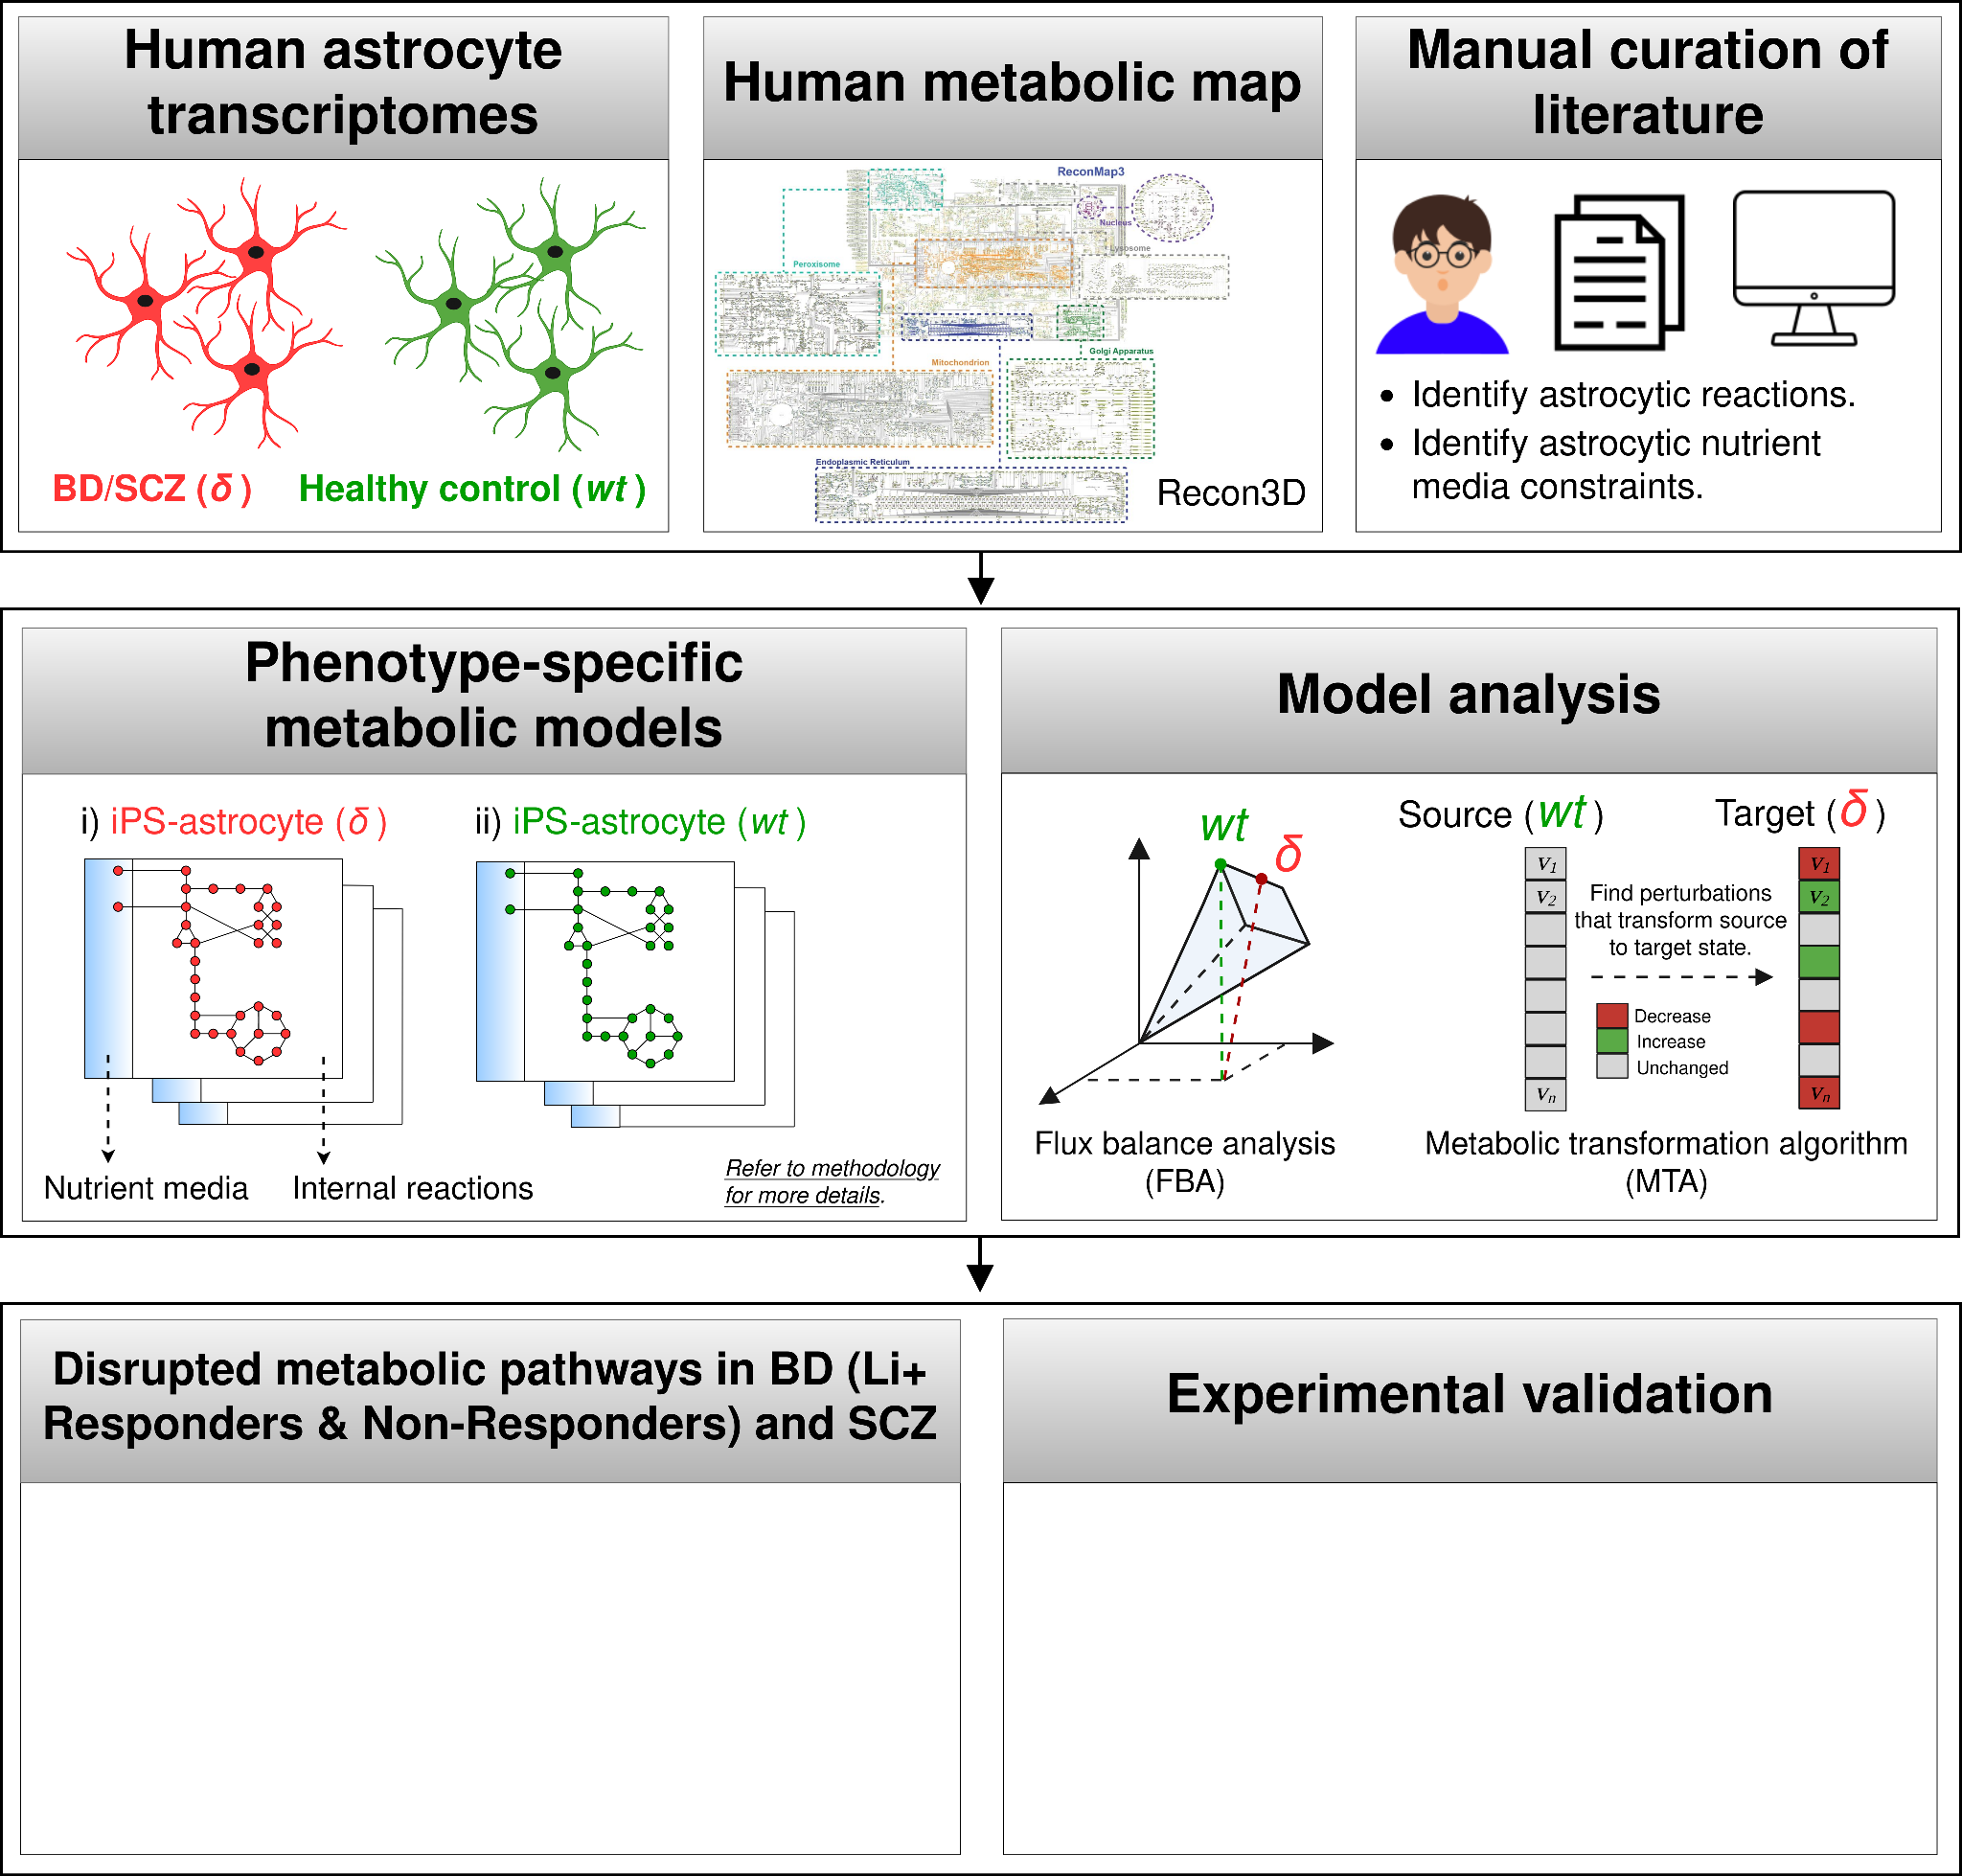 Human astrocyte
transcriptomes
BD/SCZ (δ )
Healthy control (wt )
Human metabolic map
ReconMap3
Nucleus
Lysosome
Peroxisome
Golgi Apparatus
Mitochondrion
Endoplasmic Reticulum
Recon3D
Manual curation of
literature
• Identify astrocytic reactions.
• Identify astrocytic nutrient
media constraints.
Phenotype-specific
metabolic models
i) iPS-astrocyte (δ )
ii) iPS-astrocyte (wt )
Nutrient media
Internal reactions
Refer to methodology
for more details.
Model analysis
wt
δ
Flux balance analysis
(FBA)
Source (wt )
Target (δ )
v1
v2
vn
Find perturbations
that transform source
to target state.
Decrease
Increase
Unchanged
v1
v2
vn
Metabolic transformation algorithm
(MTA)
Disrupted metabolic pathways in BD (Li+
Responders & Non-Responders) and SCZ
Experimental validation